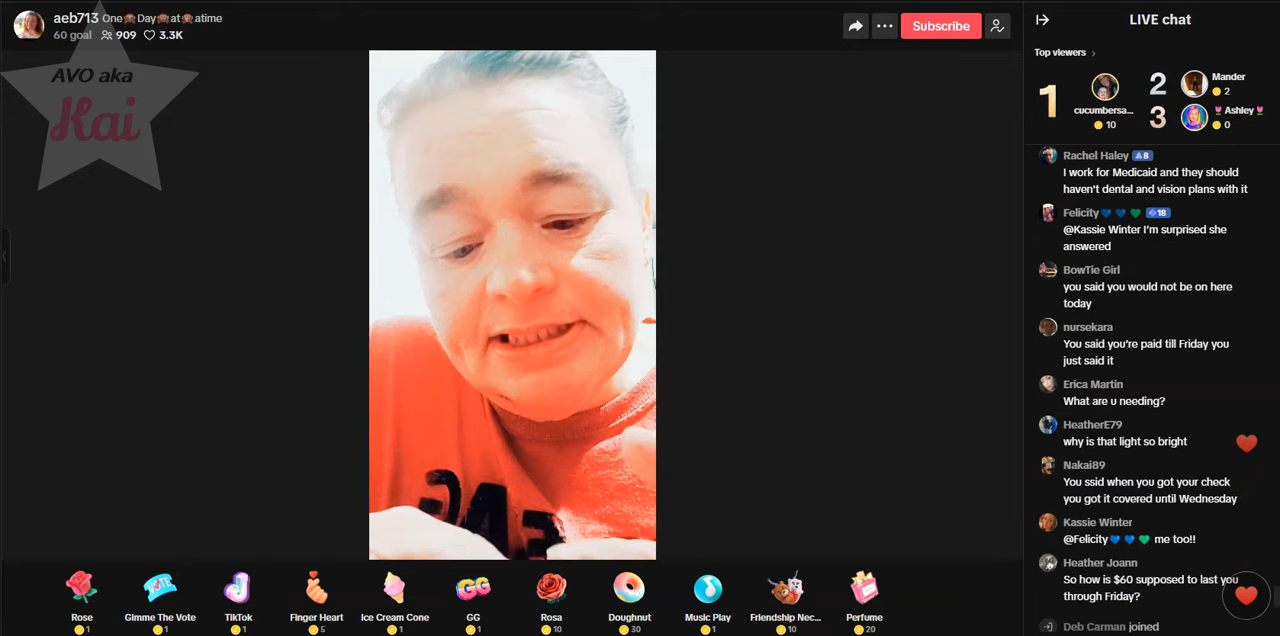 aeb713 One🙈Day🙈at🙈atime
60 goal 909 3.3K
Subscribe
AVO aka
Kai
LIVE chat
Top viewers
1
cucumbersa...
10
2 Mander
2
3 🌷Ashley🌷
0
Rachel Haley 8
I work for Medicaid and they should
haven't dental and vision plans with it
Felicity💙💙💚 18
@Kassie Winter I'm surprised she
answered
BowTie Girl
you said you would not be on here
today
nursekara
You said you're paid till Friday you
just said it
Erica Martin
What are u needing?
HeatherE79
why is that light so bright
Nakai89
You ssid when you got your check
you got it covered until Wednesday
Kassie Winter
@Felicity💙💙💚 me too!!
Heather Joann
So how is $60 supposed to last you
through Friday?
Deb Carman joined
GG
Rose Gimme The Vote TikTok Finger Heart Ice Cream Cone GG Rosa Doughnut Music Play Friendship Nec... Perfume
1 1 1 5 1 1 10 30 1 10 20